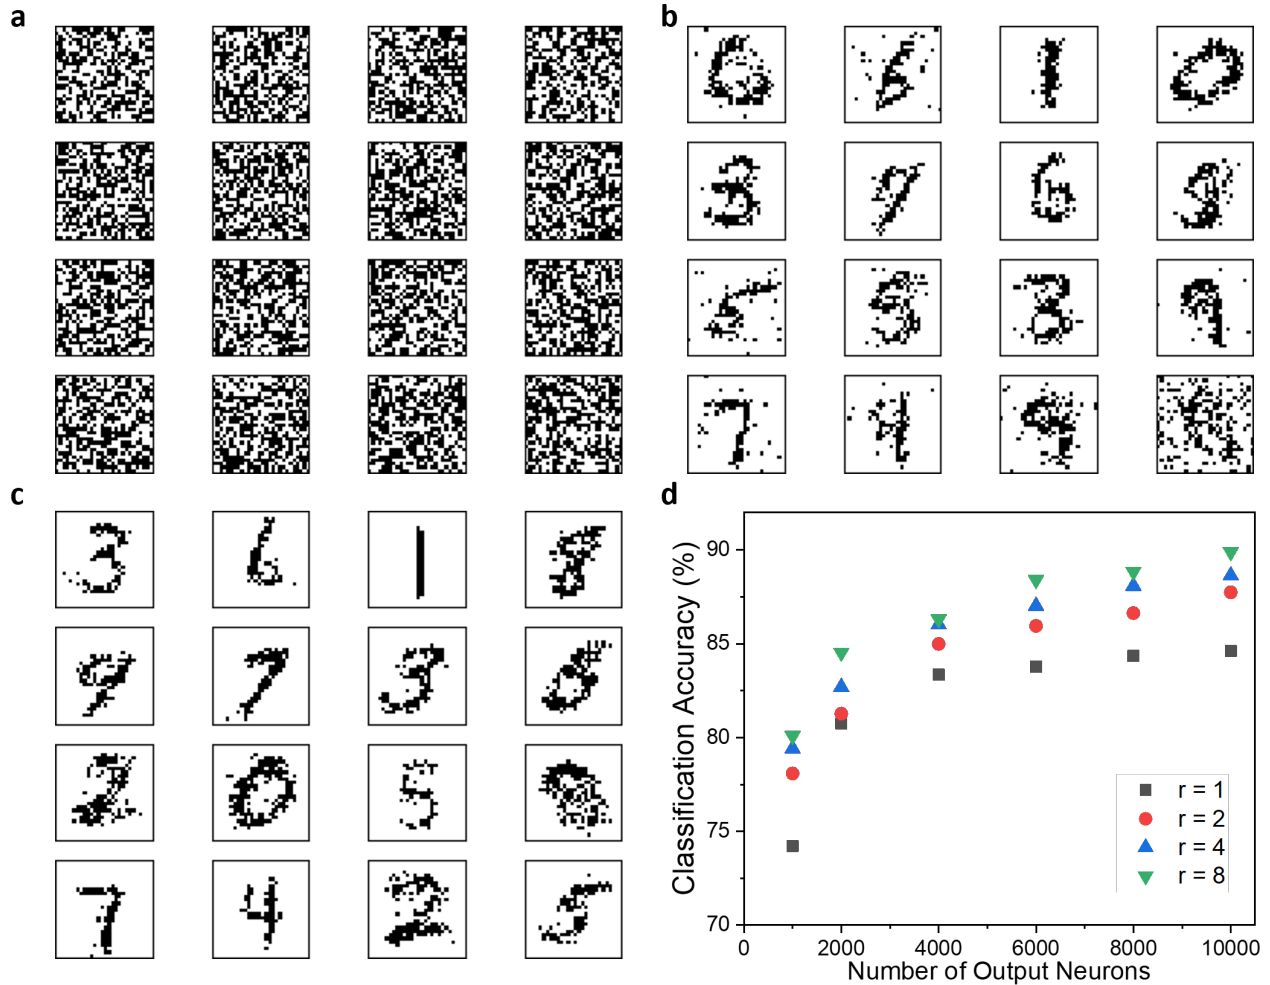 a
b
c
d
Classification Accuracy (%)
90
85
80
75
70
r = 1
r = 2
r = 4
r = 8
0 2000 4000 6000 8000 10000
Number of Output Neurons